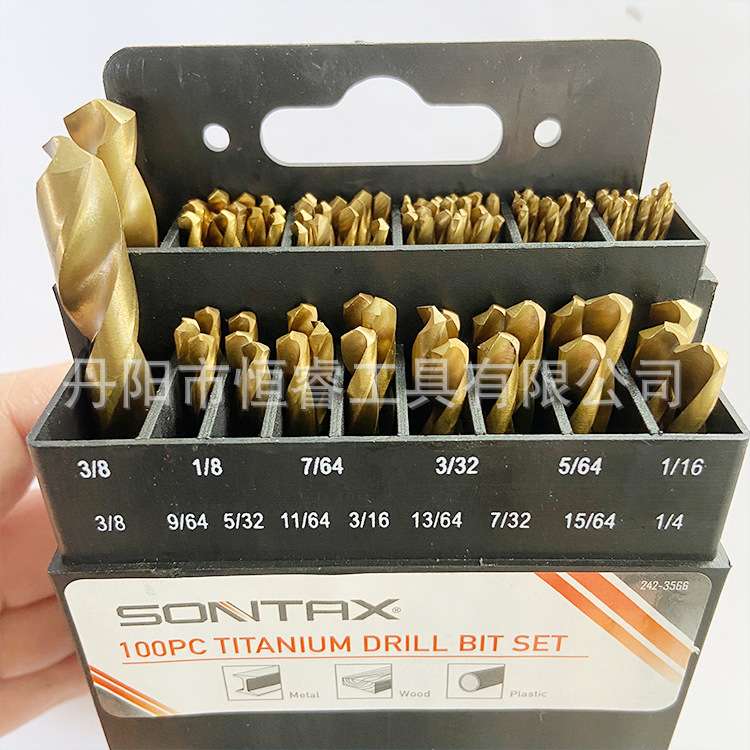 丹阳市恒睿工具有限公司
3/8 1/8 7/64 3/32 5/64 1/16
3/8 9/64 5/32 11/64 3/16 13/64 7/32 15/64 1/4
242-3566
SONTAX®
100PC TITANIUM DRILL BIT SET
Metal Wood Plastic